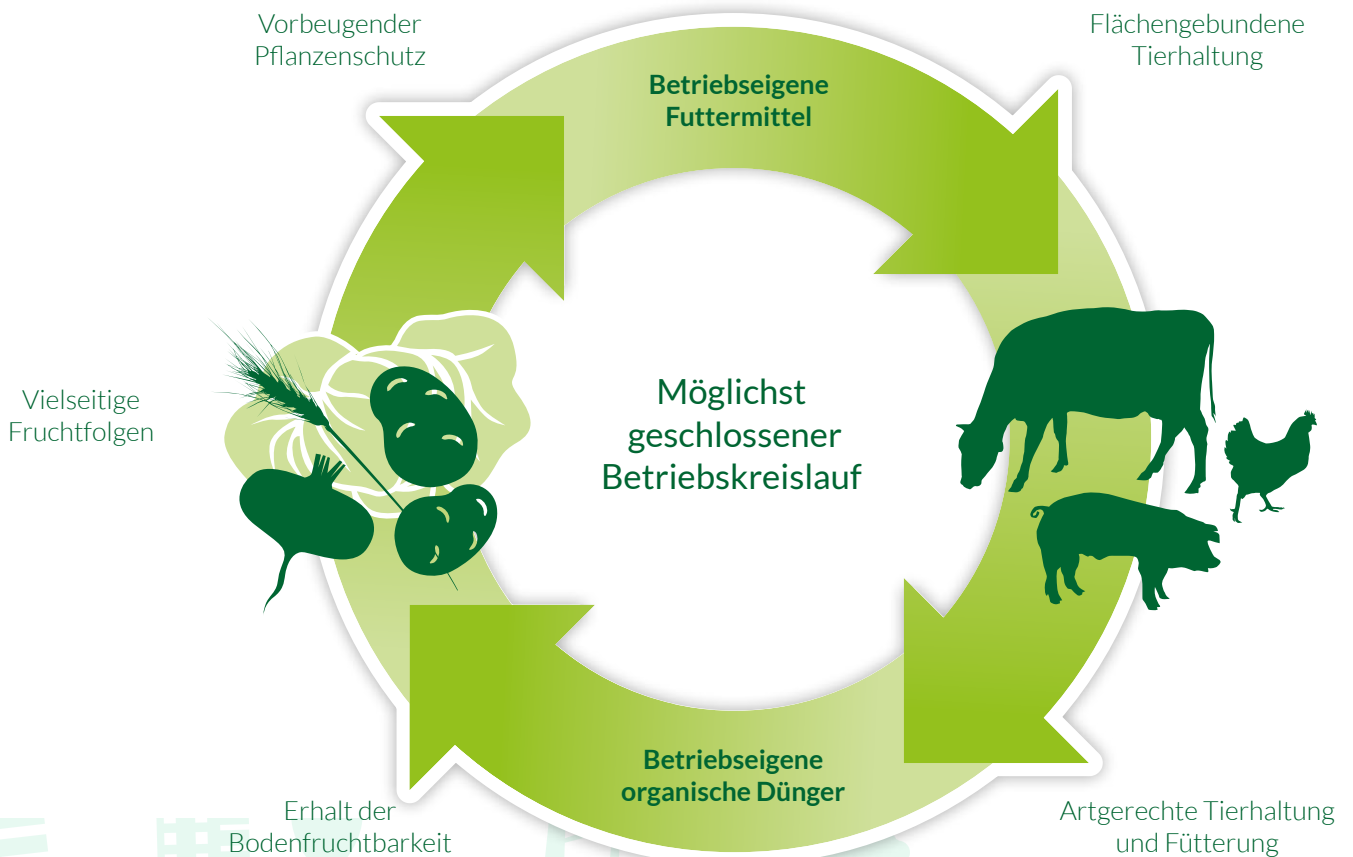 Vorbeugender
Pflanzenschutz
Flächengebundene
Tierhaltung
Betriebseigene
Futtermittel
Vielseitige
Fruchtfolgen
Möglichst
geschlossener
Betriebskreislauf
Betriebseigene
organische Dünger
Erhalt der
Bodenfruchtbarkeit
Artgerechte Tierhaltung
und Fütterung